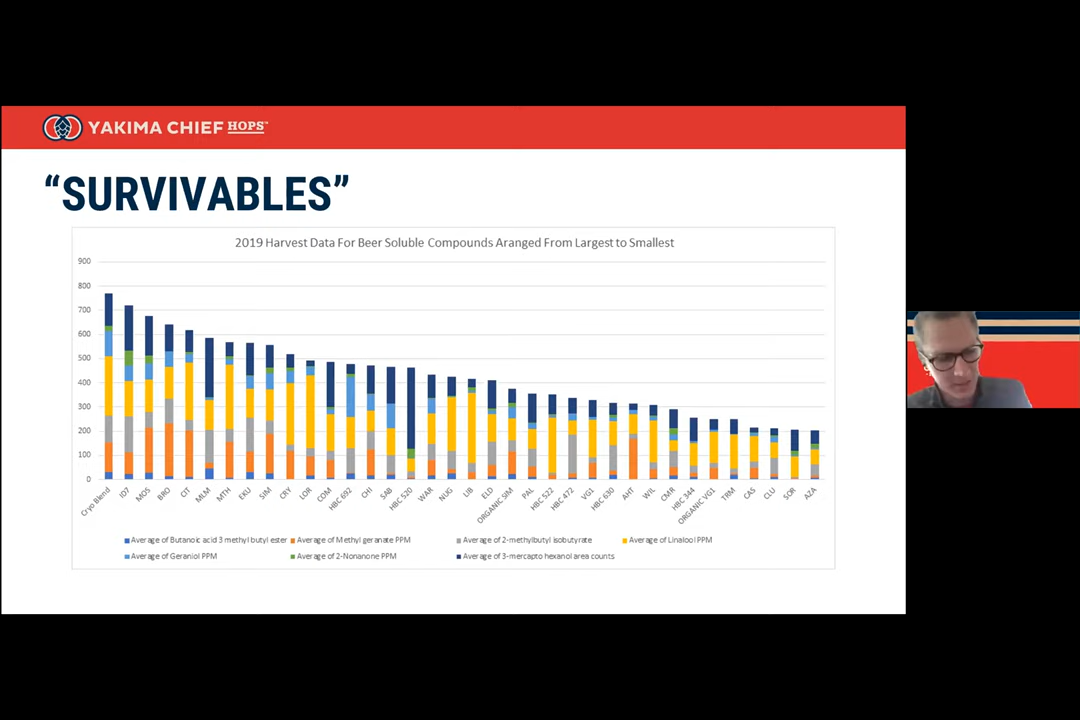 YAKIMA CHIEF HOPS™
“SURVIVABLES”
2019 Harvest Data For Beer Soluble Compounds Aranged From Largest to Smallest
900
800
700
600
500
400
300
200
100
0
Cryo Blend
ID7
MOS
BRO
CIT
MLM
MTH
EKU
SIM
CRY
LOR
COM
HBC 692
CHI
SAB
HBC 520
WAR
NUG
LIB
ELD
ORGANIC SIM
PAL
HBC 522
HBC 472
VG1
HBC 630
AHT
WIL
CMR
HBC 344
ORGANIC VG1
TRM
CAS
CLU
SOR
AZA
Average of Butanoic acid 3 methyl butyl ester
Average of Methyl geranate PPM
Average of 2-methylbutyl isobutyrate
Average of Linalool PPM
Average of Geraniol PPM
Average of 2-Nonanone PPM
Average of 3-mercapto hexanol area counts